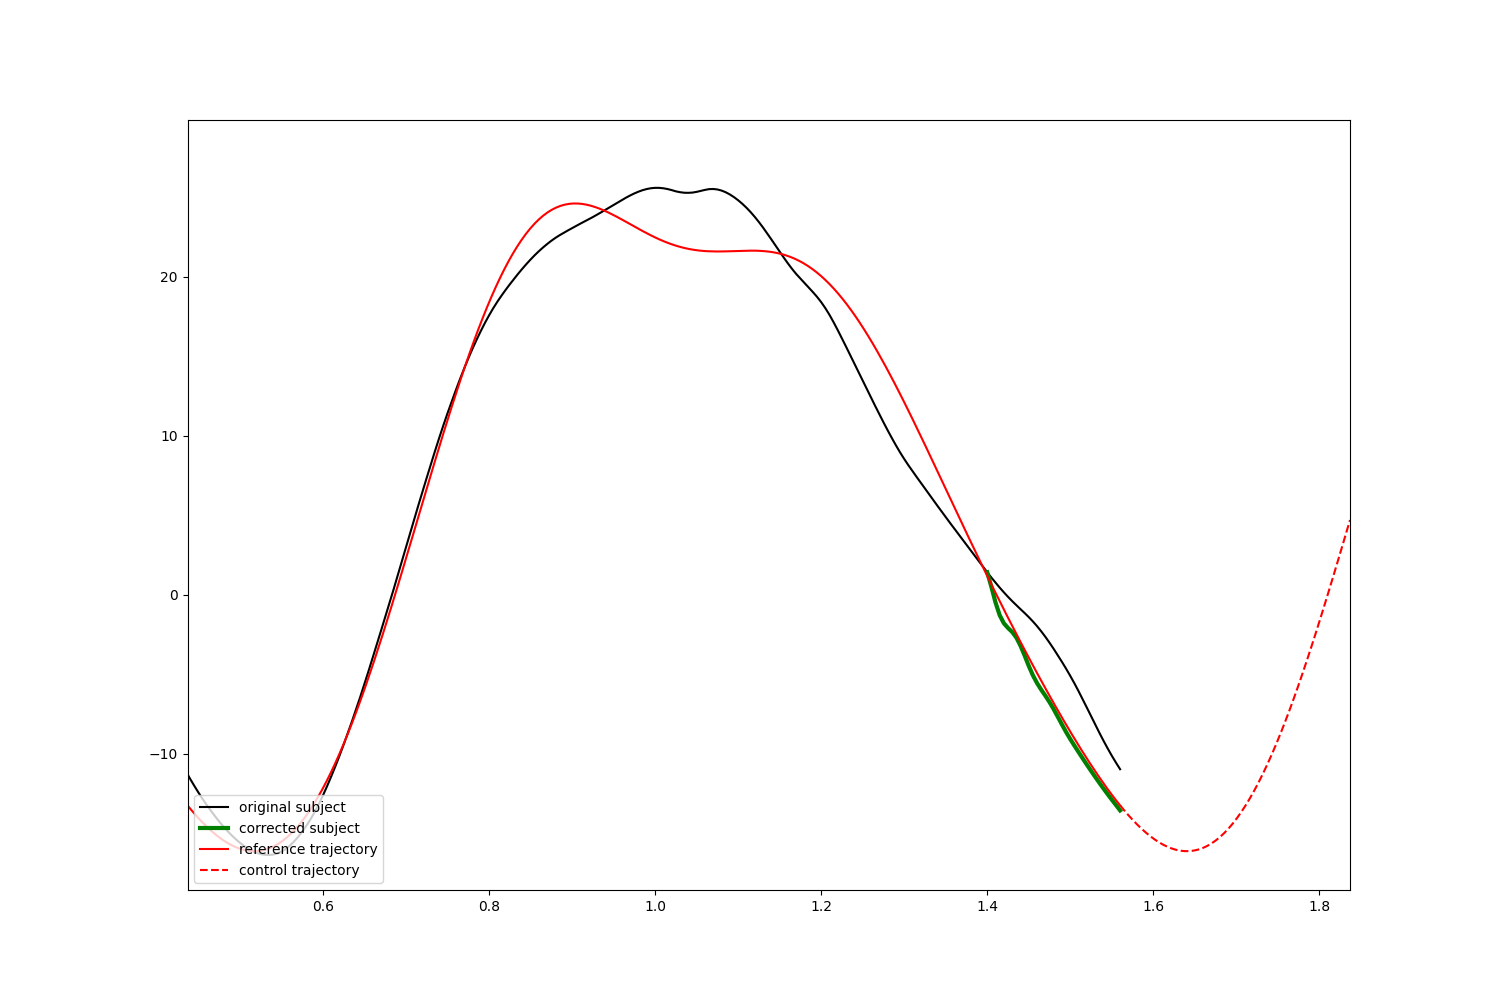 20
10
0
−10
original subject
corrected subject
reference trajectory
control trajectory
0.6 0.8 1.0 1.2 1.4 1.6 1.8